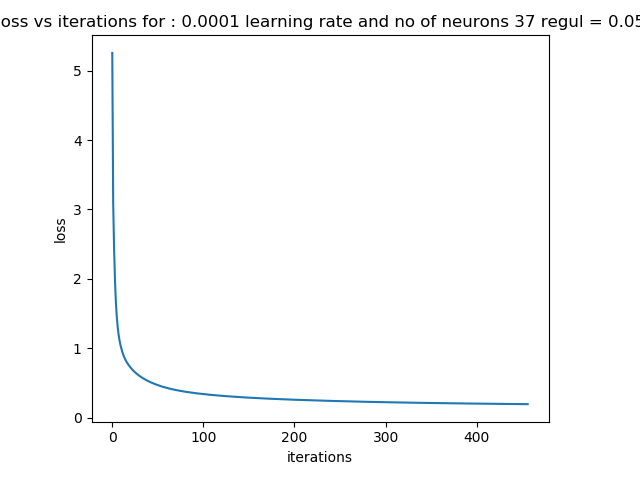 oss vs iterations for : 0.0001 learning rate and no of neurons 37 regul = 0.05
5
4
3
2
1
0
loss
0 100 200 300 400
iterations